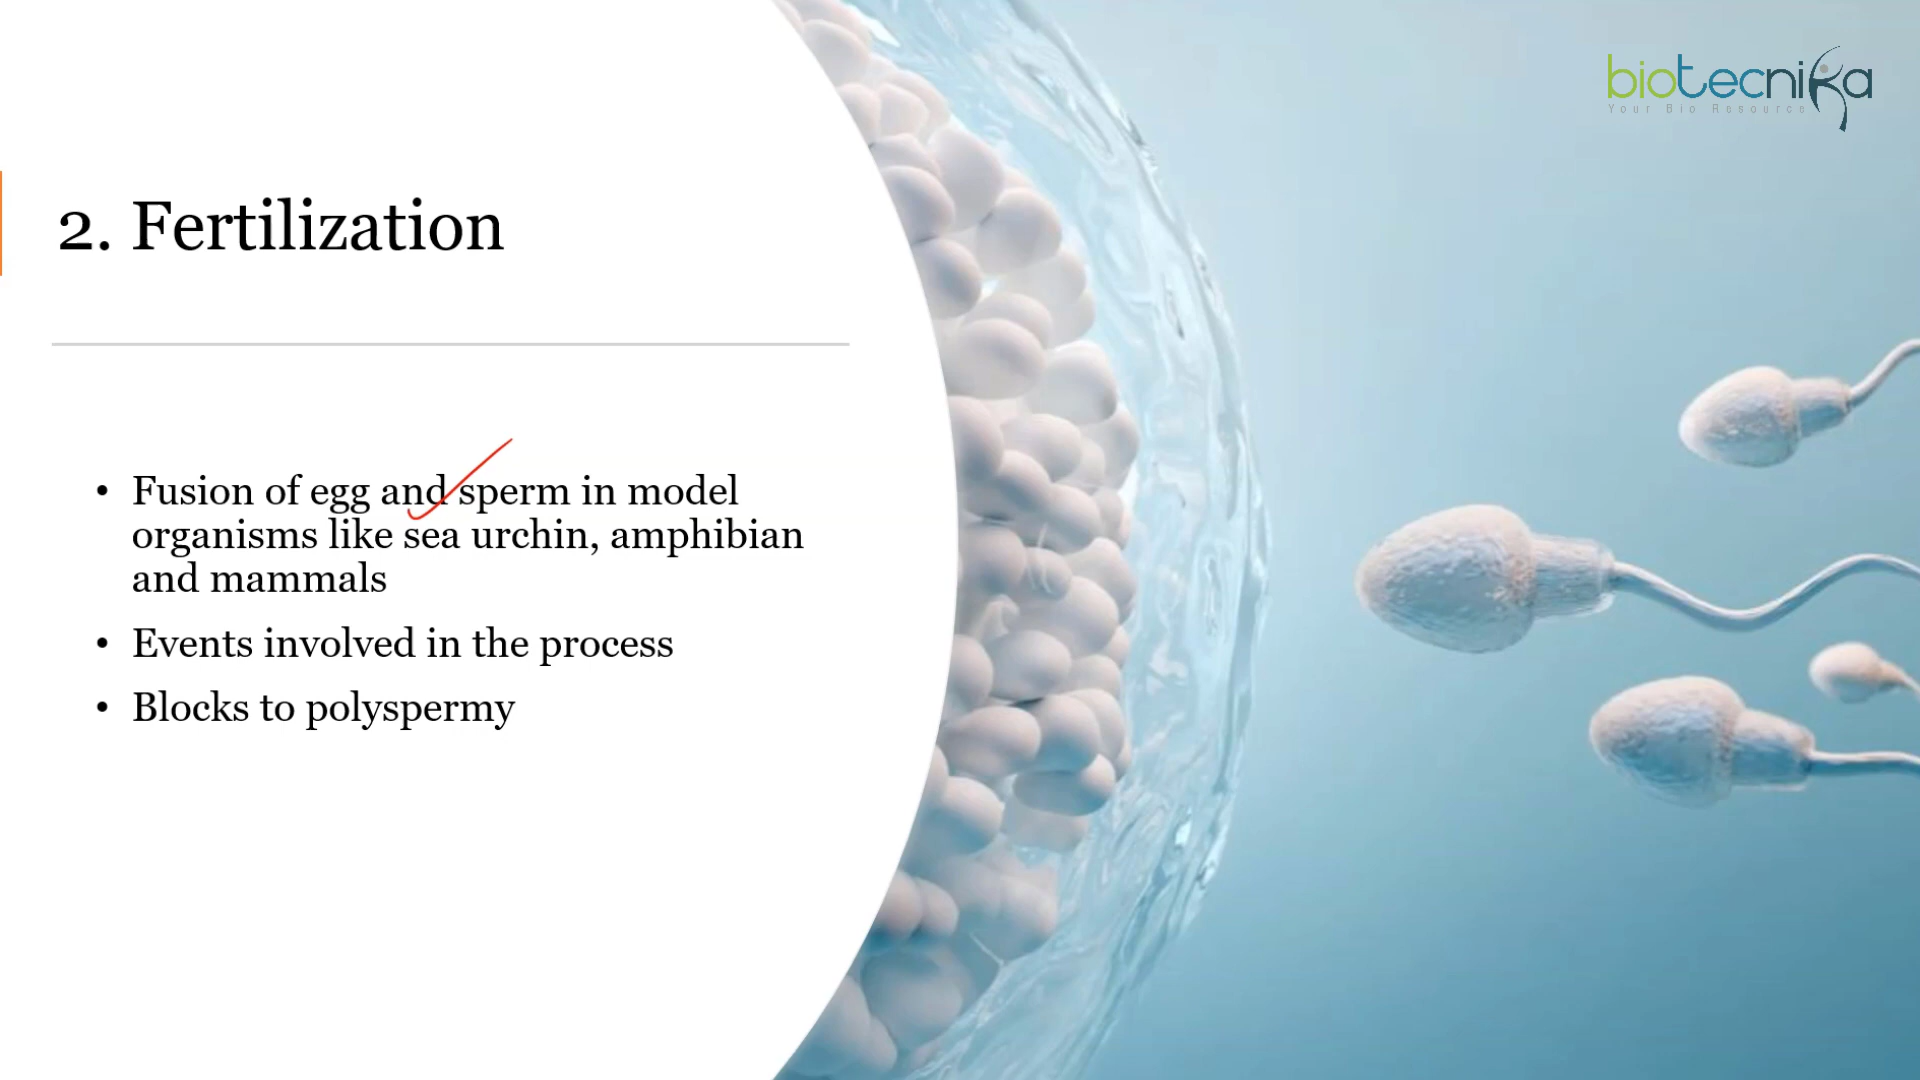 biotecnika
Your Bio Resource
2. Fertilization
• Fusion of egg and sperm in model
organisms like sea urchin, amphibian
and mammals
• Events involved in the process
• Blocks to polyspermy